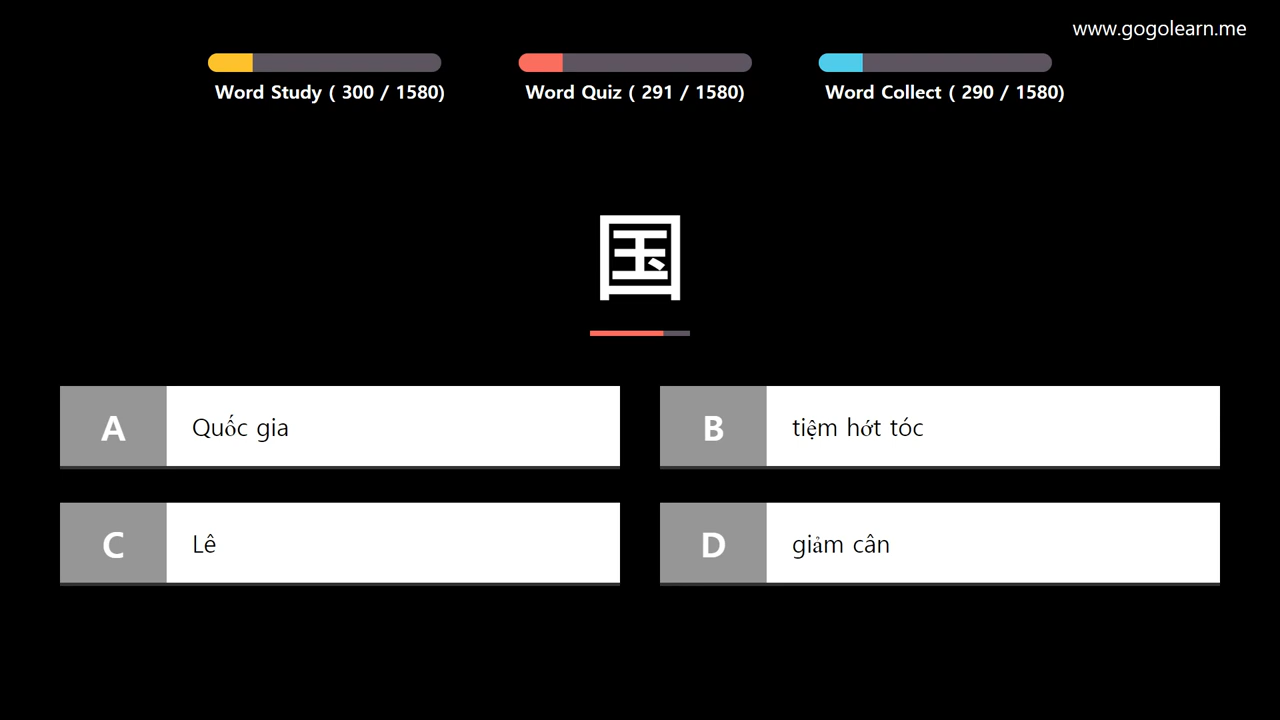 www.gogolearn.me
Word Study ( 300 / 1580)
Word Quiz ( 291 / 1580)
Word Collect ( 290 / 1580)
国
A
Quốc gia
B
tiệm hớt tóc
C
Lê
D
giảm cân